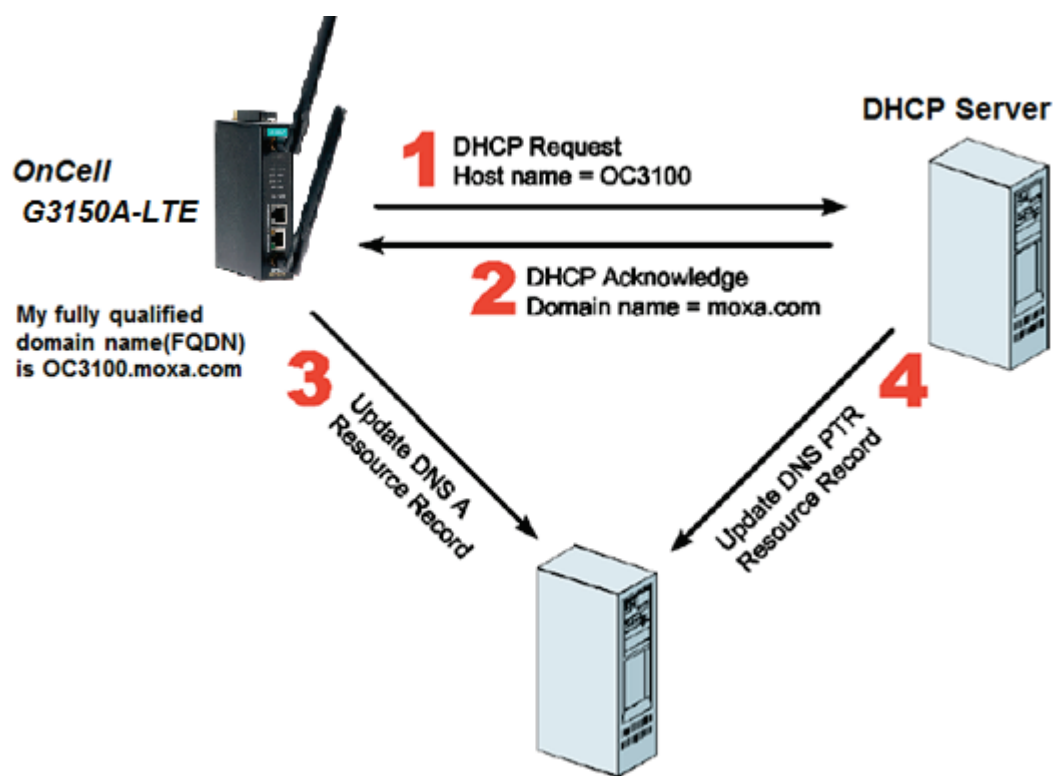 DHCP Server
OnCell
G3150A-LTE
1
DHCP Request
Host name = OC3100
2
DHCP Acknowledge
Domain name = moxa.com
My fully qualified
domain name(FQDN)
is OC3100.moxa.com
3
Update DNS A
Resource Record
4
Update DNS PTR
Resource Record